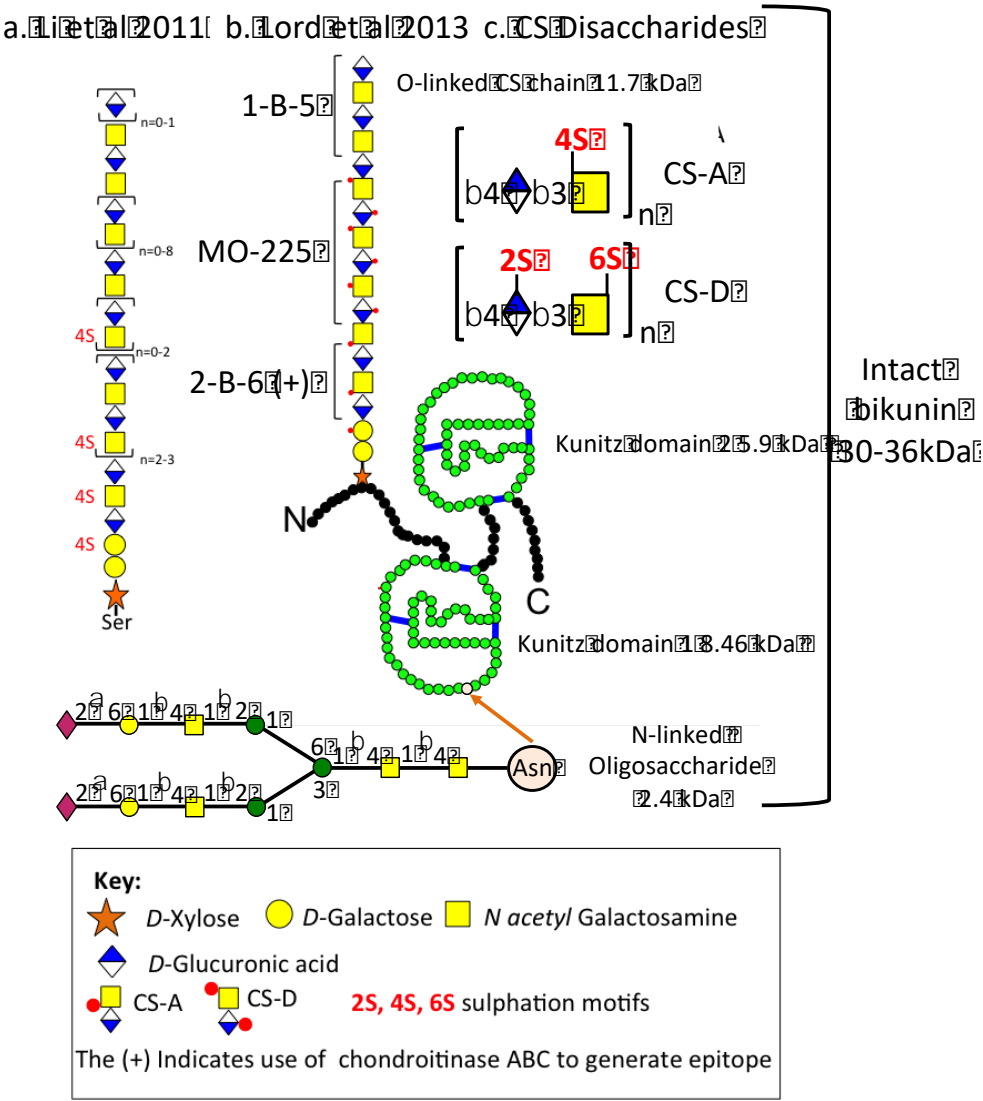 a. Li et al 2011 b. Lord et al 2013 c. CS Disaccharides
O-linked CS chain 11.7 kDa
1-B-5
n=0-1
4S
b4 b3
n
CS-A
MO-225
n=0-8
2S 6S
b4 b3
n
CS-D
4S
n=0-2
2-B-6 (+)
Intact
bikunin
30-36kDa
4S
n=2-3
Kunitz domain 2 5.9 kDa
4S
N
4S
C
Ser
Kunitz domain 1 8.46 kDa
a b b
2 6 1 4 1 2 1
6 1 b 4 1 b 4
3
Asn
N-linked
Oligosaccharide
2.4 kDa
a b b
2 6 1 4 1 2 1
Key:
D-Xylose D-Galactose N acetyl Galactosamine
D-Glucuronic acid
CS-A CS-D 2S, 4S, 6S sulphation motifs
The (+) Indicates use of chondroitinase ABC to generate epitope